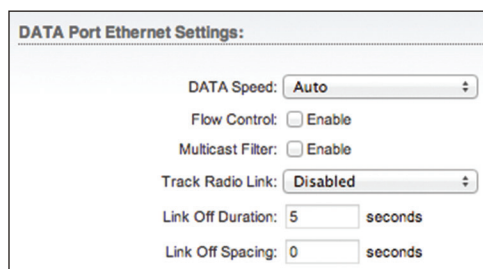 DATA Port Ethernet Settings:
DATA Speed: Auto
Flow Control: Enable
Multicast Filter: Enable
Track Radio Link: Disabled
Link Off Duration: 5 seconds
Link Off Spacing: 0 seconds